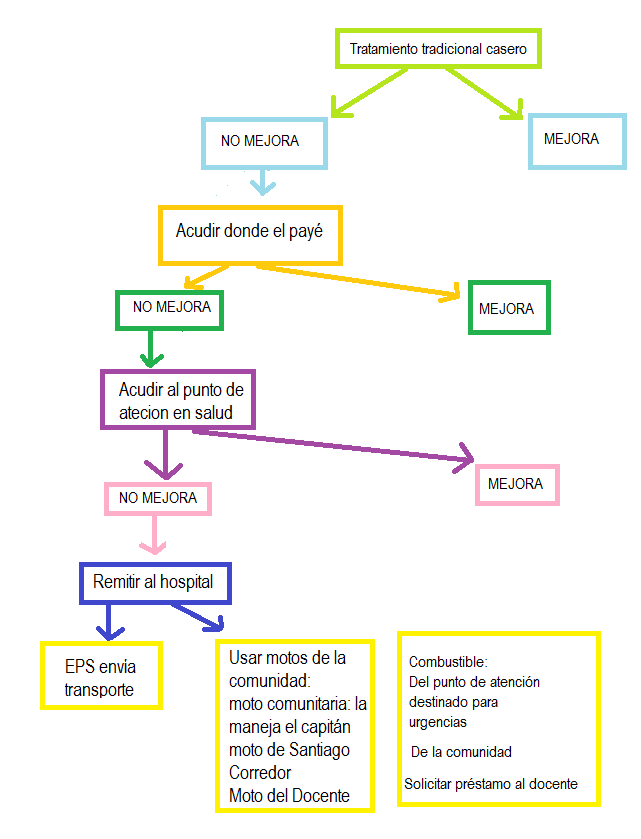 Tratamiento tradicional casero
NO MEJORA
MEJORA
Acudir donde el payé
NO MEJORA
MEJORA
Acudir al punto de
atecion en salud
NO MEJORA
MEJORA
Remitir al hospital
EPS envía
transporte
Usar motos de la
comunidad:
moto comunitaria: la
maneja el capitán
moto de Santiago
Corredor
Moto del Docente
Combustible:
Del punto de atención
destinado para
urgencias
De la comunidad
Solicitar préstamo al docente